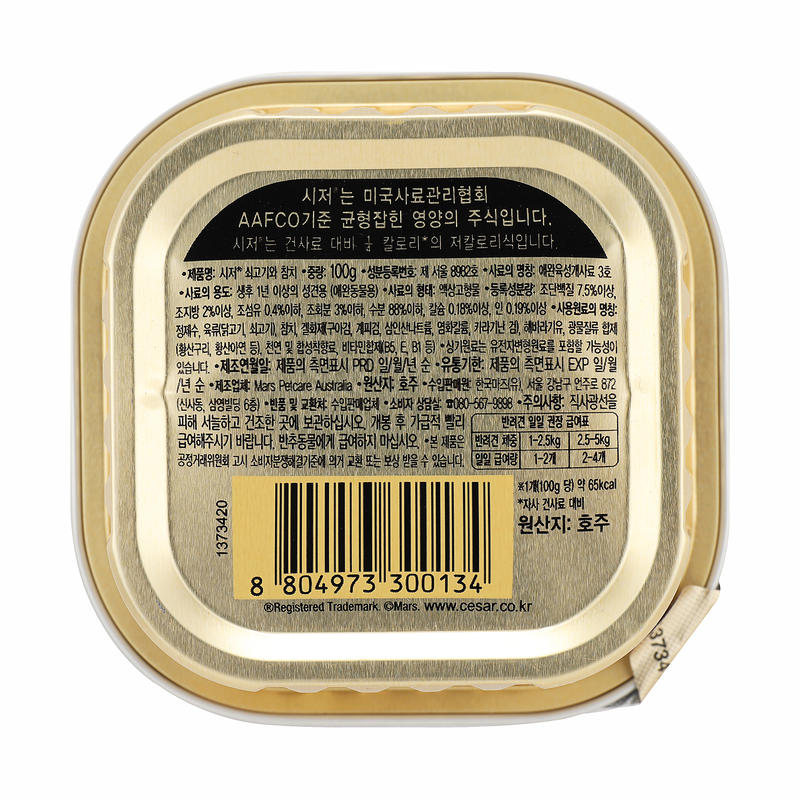 시저®는 미국사료관리협회
AAFCO기준 균형잡힌 영양의 주식입니다.
시저®는 건사료 대비 ⅓ 칼로리*의 저칼로리식입니다.
•제품명: 시저® 쇠고기와 참치 •중량: 100g •성분등록번호: 제 서울 8982호 •사료의 명칭: 애완육성개사료 3호
•사료의 용도: 생후 1년 이상의 성견용 (애완동물용) •사료의 형태: 액상고형물 •등록성분량: 조단백질 7.5%이상,
조지방 2%이상, 조섬유 0.4%이하, 조회분 3%이하, 수분 88%이하, 칼슘 0.18%이상, 인 0.19%이상 •사용원료의 명칭:
정제수, 육류(닭고기, 쇠고기), 참치, 겔화제(구아검, 계피검, 삼인산나트륨, 염화칼륨, 카라기난 검), 해바라기유, 광물질류 합제
(황산구리, 황산아연 등), 천연 및 합성착향료, 비타민합제(B5, E, B1 등) •상기원료는 유전자변형원료를 포함할 가능성이
있습니다. •제조연월일: 제품의 측면표시 PRD 일/월/년 순 •유통기한: 제품의 측면표시 EXP 일/월
/년 순 •제조업체: Mars Petcare Australia •원산지: 호주 •수입판매원: 한국마즈(유), 서울 강남구 언주로 872
(신사동, 삼영빌딩 6층) •반품 및 교환처: 수입판매업체 •소비자 상담실: ☎080-567-9898 •주의사항: 직사광선을
피해 서늘하고 건조한 곳에 보관하십시오. 개봉 후 가급적 빨리
급여해주시기 바랍니다. 반추동물에게 급여하지 마십시오. •본 제품은
공정거래위원회 고시 소비자분쟁해결기준에 의거 교환 또는 보상 받을 수 있습니다.
반려견 일일 권장 급여표
반려견 체중 1-2.5kg 2.5-5kg
일일 급여량 1-2개 2-4개
※1개(100g 당) 약 65kcal
*자사 건사료 대비
원산지: 호주
1373420
8 804973 300134
®Registered Trademark. ©Mars. www.cesar.co.kr
3734